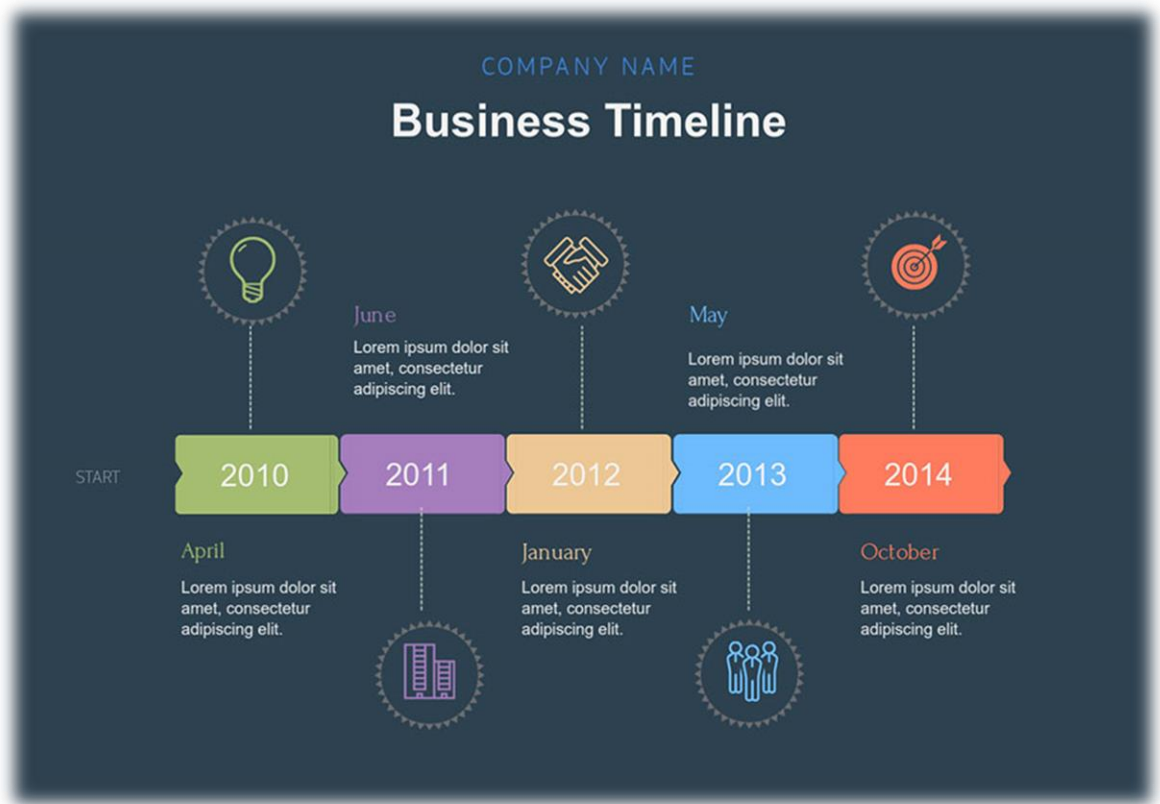 COMPANY NAME
Business Timeline
June
Lorem ipsum dolor sit
amet, consectetur
adipiscing elit.
May
Lorem ipsum dolor sit
amet, consectetur
adipiscing elit.
START
2010
2011
2012
2013
2014
April
Lorem ipsum dolor sit
amet, consectetur
adipiscing elit.
January
Lorem ipsum dolor sit
amet, consectetur
adipiscing elit.
October
Lorem ipsum dolor sit
amet, consectetur
adipiscing elit.